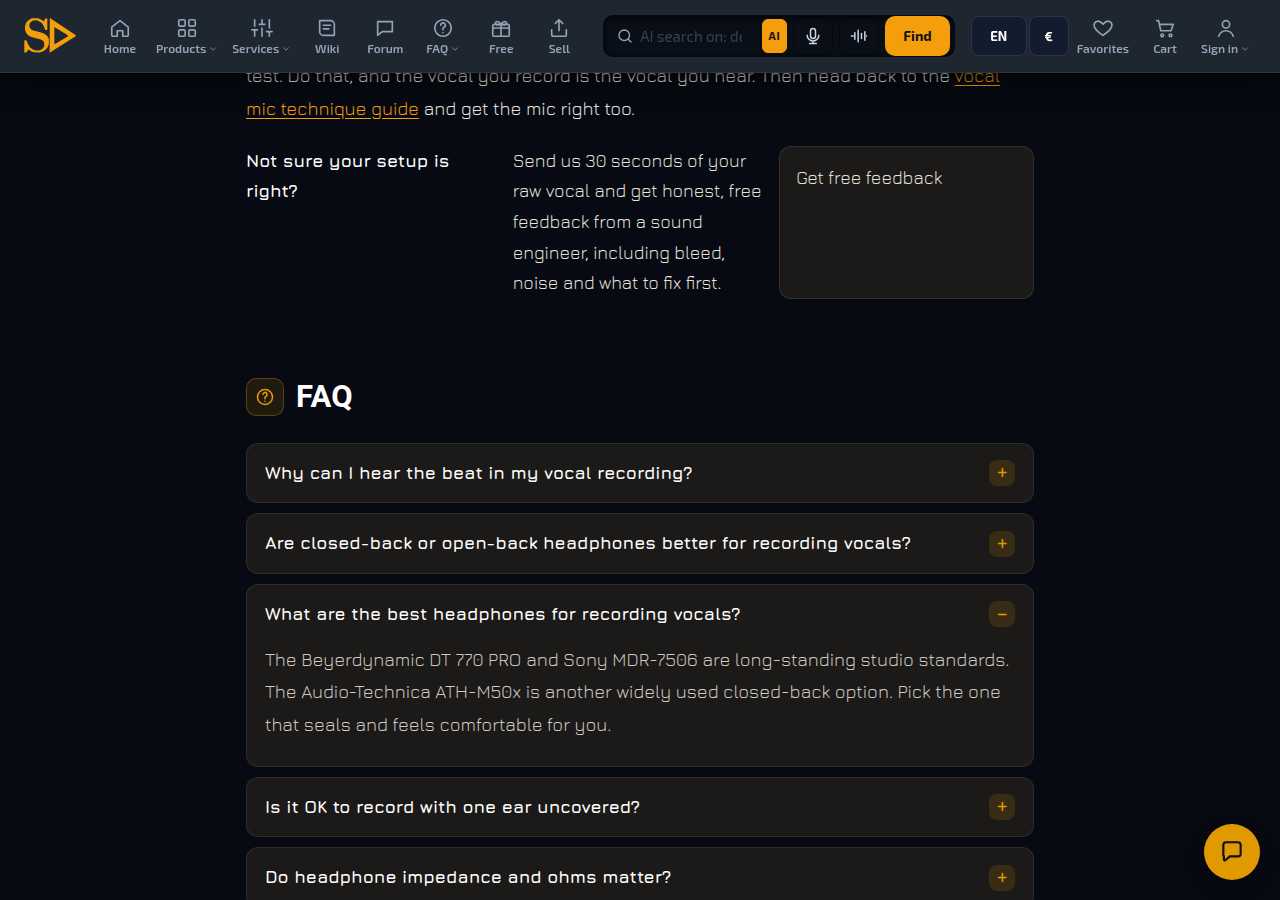 Home
Products
Services
Wiki
Forum
FAQ
Free
Sell
AI search on: d
AI
Find
EN
€
Favorites
Cart
Sign in
test. Do that, and the vocal you record is the vocal you hear. Then head back to the vocal
mic technique guide and get the mic right too.
Not sure your setup is
right?
Send us 30 seconds of your
raw vocal and get honest, free
feedback from a sound
engineer, including bleed,
noise and what to fix first.
Get free feedback
FAQ
Why can I hear the beat in my vocal recording?
Are closed-back or open-back headphones better for recording vocals?
What are the best headphones for recording vocals?
The Beyerdynamic DT 770 PRO and Sony MDR-7506 are long-standing studio standards.
The Audio-Technica ATH-M50x is another widely used closed-back option. Pick the one
that seals and feels comfortable for you.
Is it OK to record with one ear uncovered?
Do headphone impedance and ohms matter?